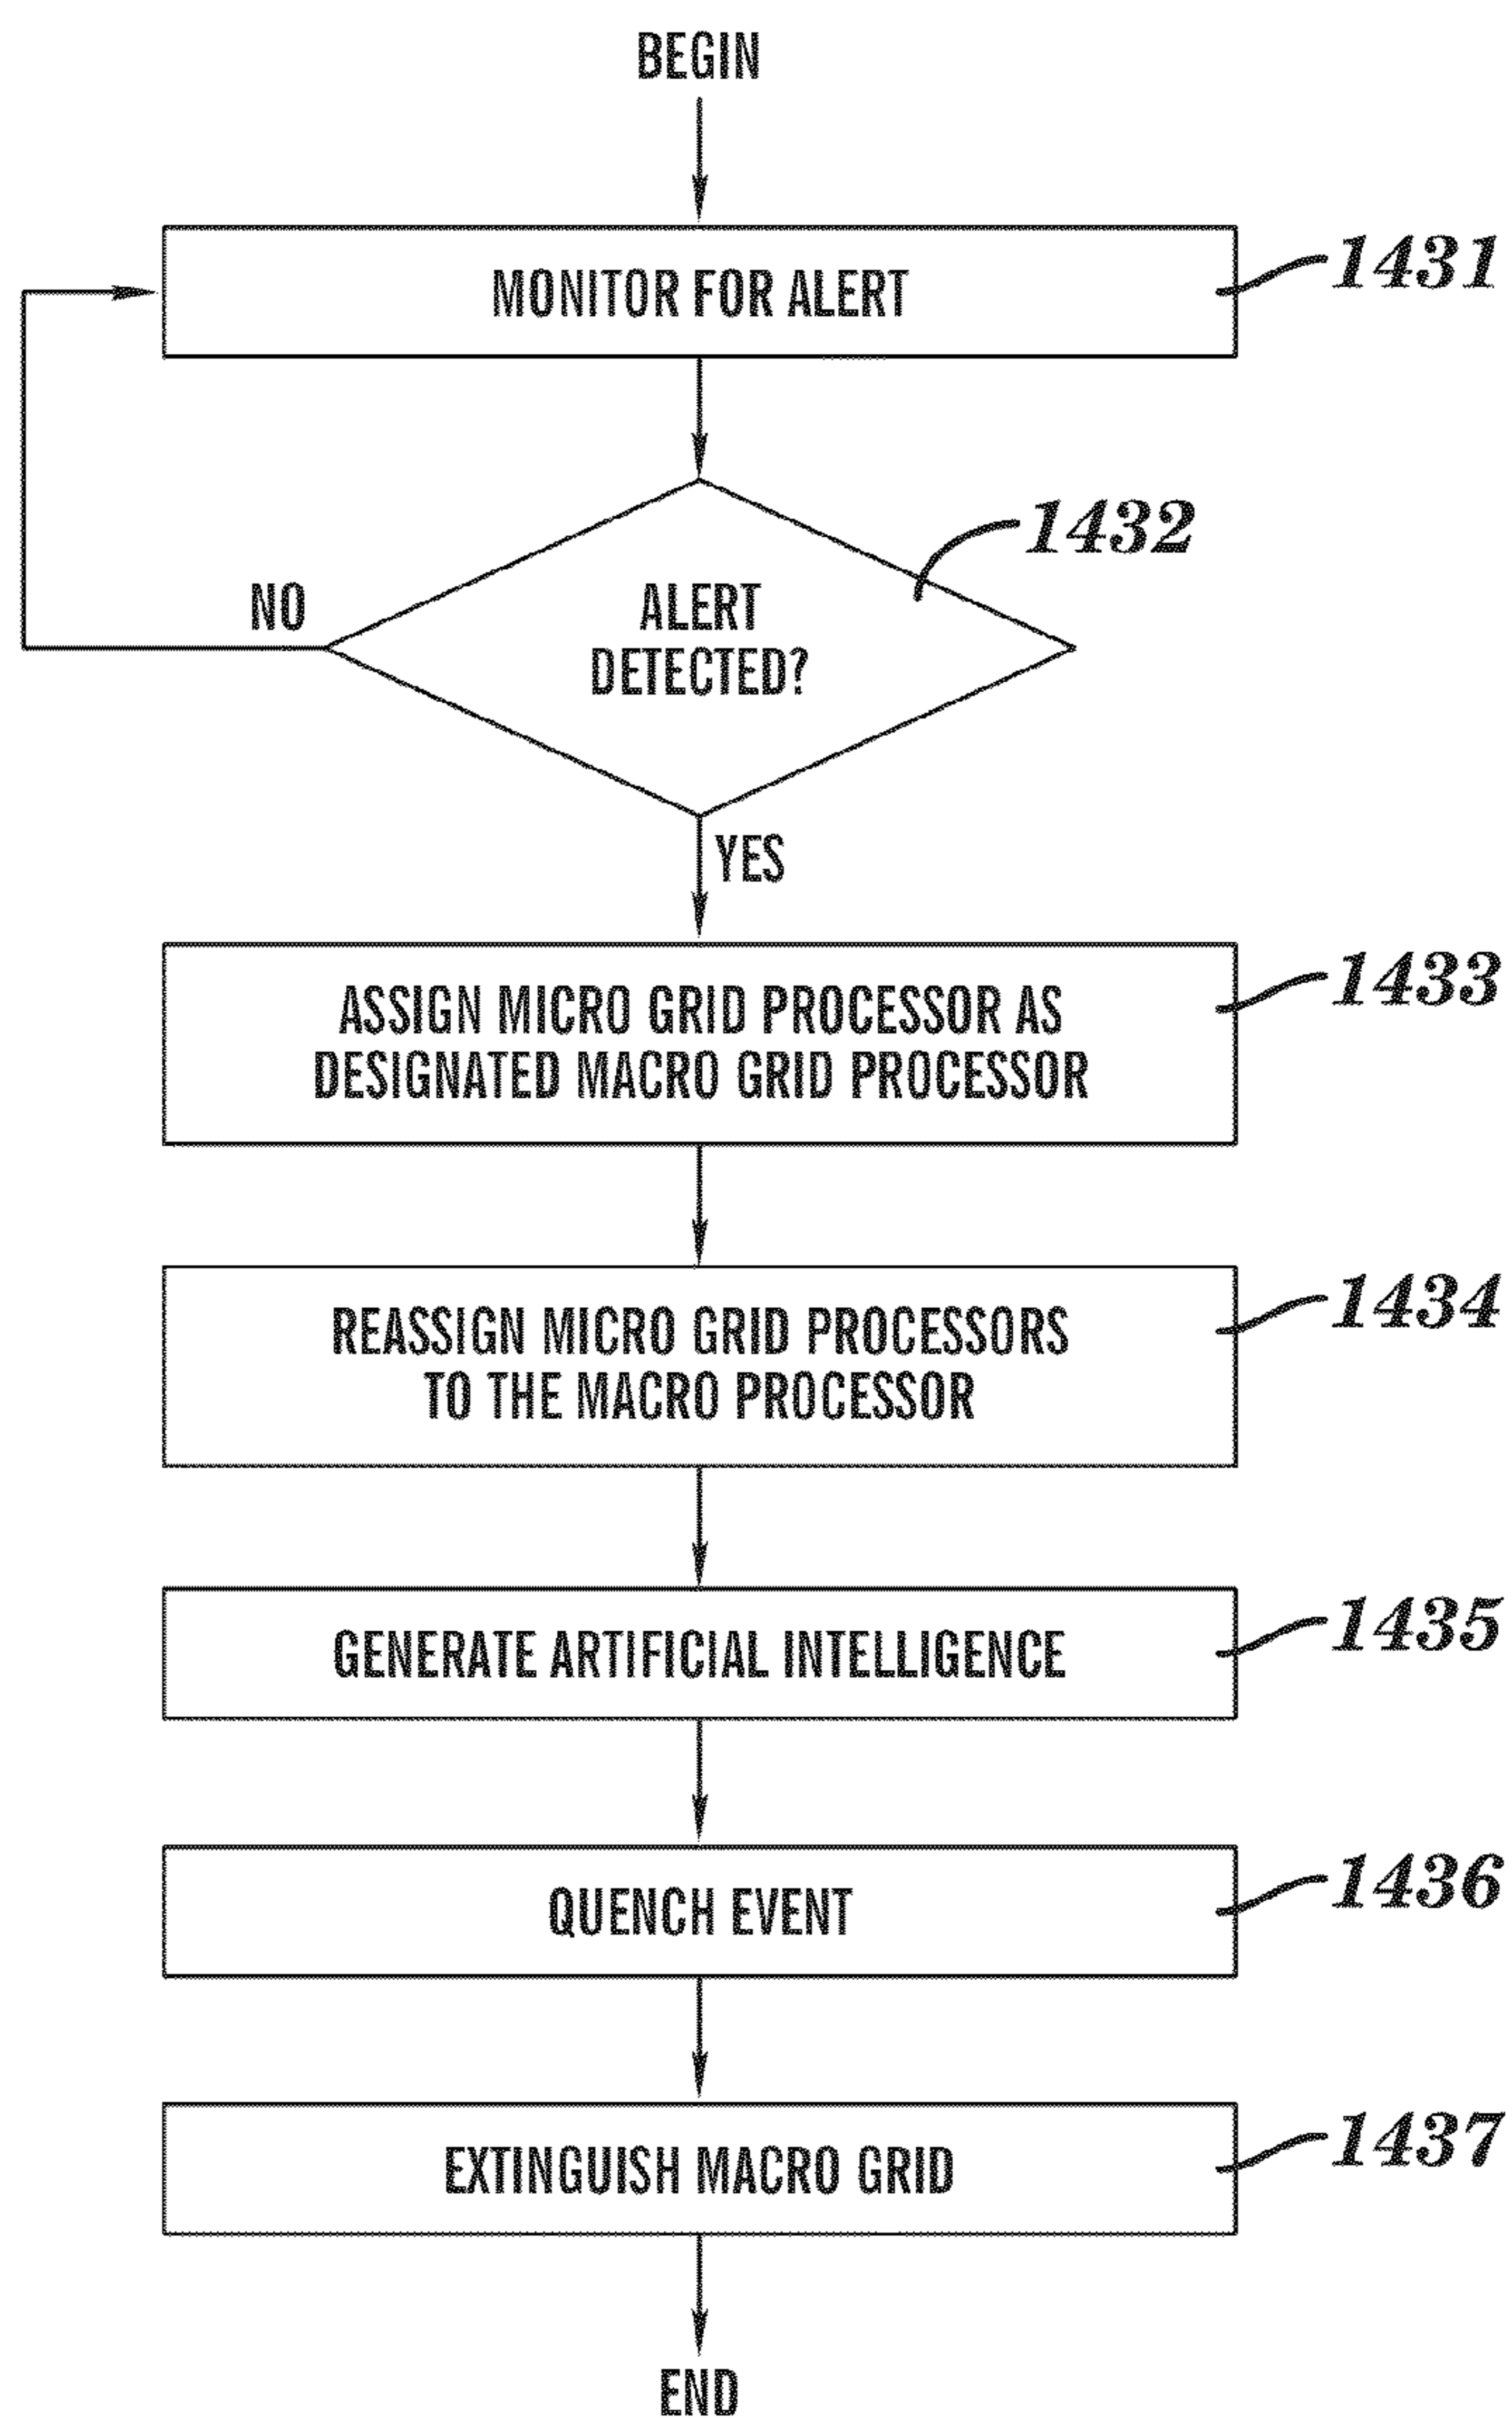 BEGIN
MONITOR FOR ALERT
1431
1432
ALERT
DETECTED?
NO
YES
ASSIGN MICRO GRID PROCESSOR AS
DESIGNATED MACRO GRID PROCESSOR
1433
REASSIGN MICRO GRID PROCESSORS
TO THE MACRO PROCESSOR
1434
GENERATE ARTIFICIAL INTELLIGENCE
1435
QUENCH EVENT
1436
EXTINGUISH MACRO GRID
1437
END